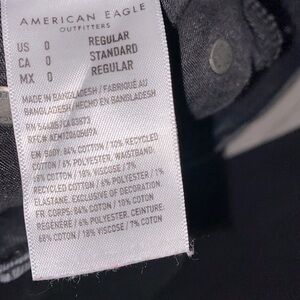 AMERICAN EAGLE
OUTFITTERS
US 0 REGULAR
CA 0 STANDARD
MX 0 REGULAR
MADE IN BANGLADESH / FABRIQUÉ AU
BANGLADESH / HECHO EN BANGLADESH
RN 54485 / CA 03673
RFC#
EN: BODY: 84% COTTON / 10% RECYCLED
COTTON / 6% POLYESTER, WAISTBAND:
COTTON / 18% VISCOSE / 7%
RECYCLED COTTON / 6% POLYESTER / 1%
ELASTANE. EXCLUSIVE OF DECORATION.
FR: CORPS: 84% COTON / 10% COTON
RÉGÉNÉRÉ / 6% POLYESTER, CEINTURE:
68% COTON / 18% VISCOSE / 7% COTON